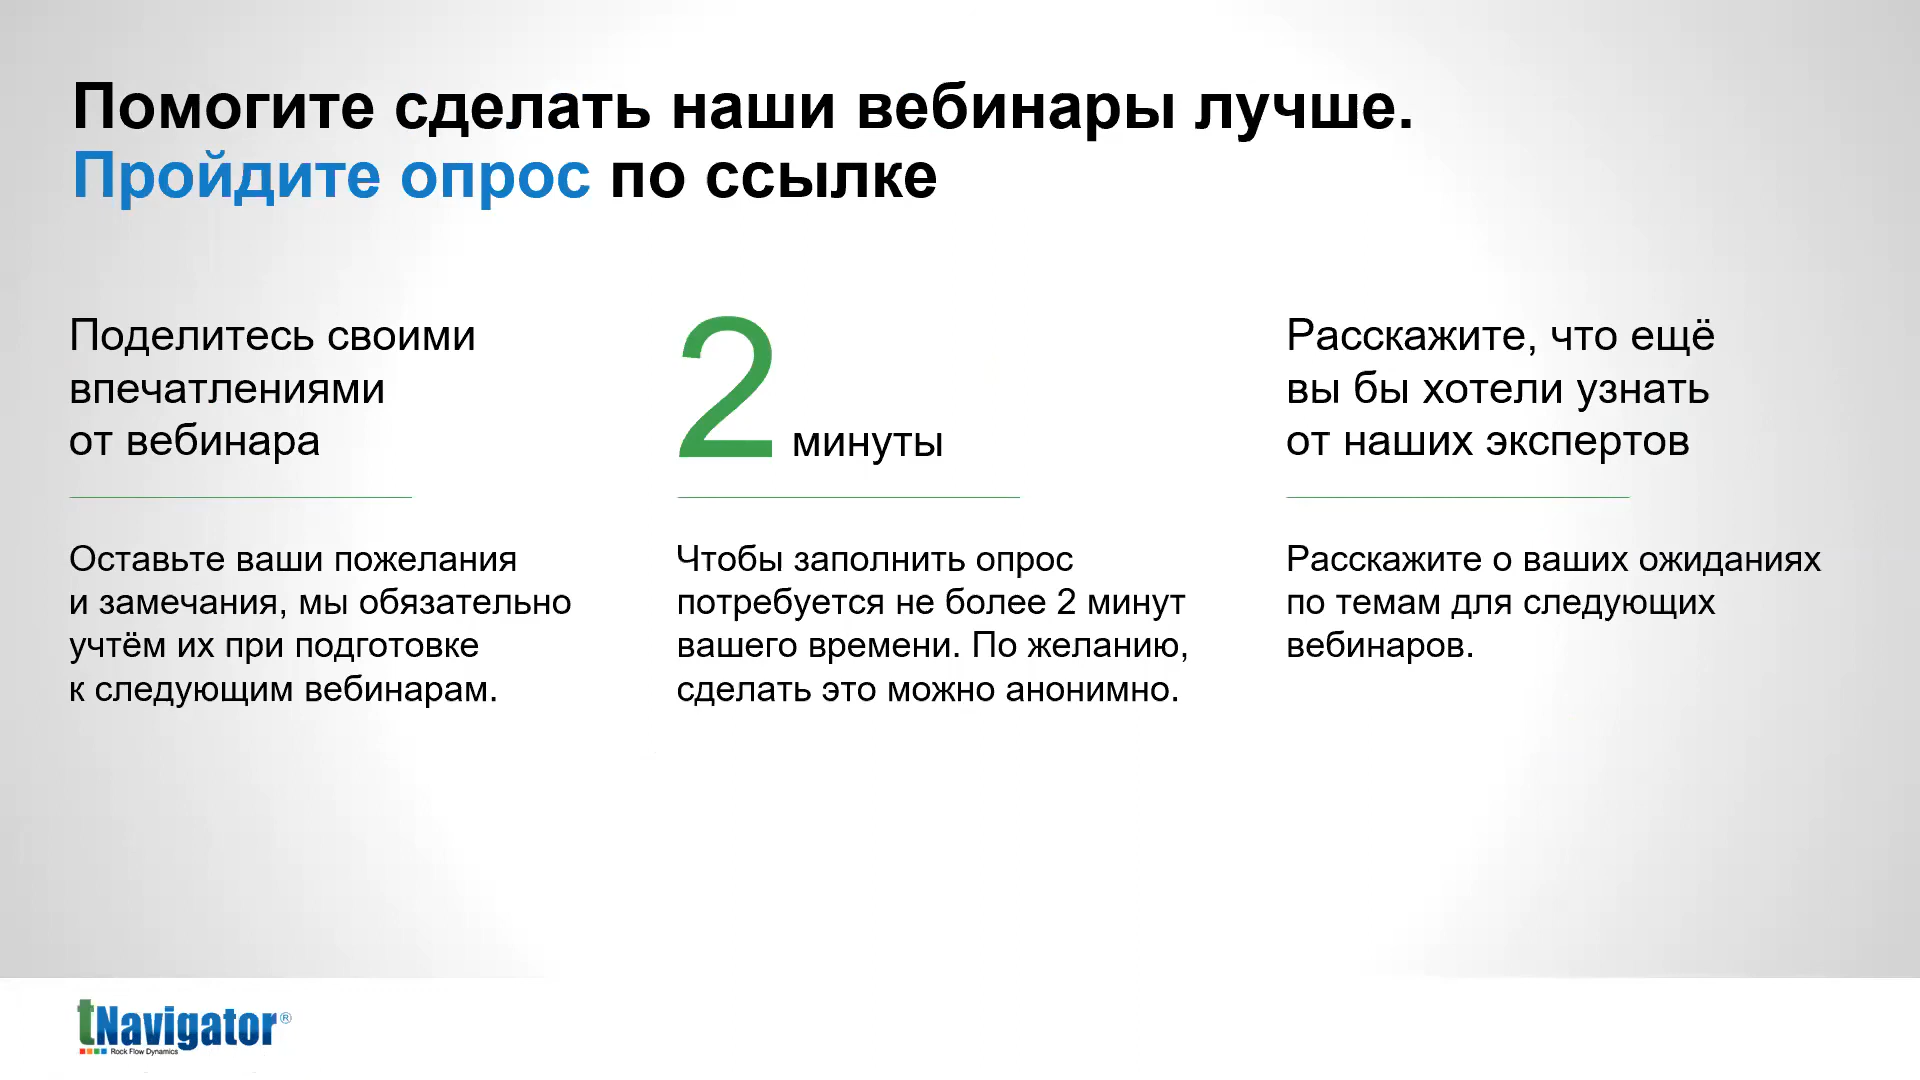 Помогите сделать наши вебинары лучше.
Пройдите опрос по ссылке
Поделитесь своими
впечатлениями
от вебинара
Оставьте ваши пожелания
и замечания, мы обязательно
учтём их при подготовке
к следующим вебинарам.
2 минуты
Чтобы заполнить опрос
потребуется не более 2 минут
вашего времени. По желанию,
сделать это можно анонимно.
Расскажите, что ещё
вы бы хотели узнать
от наших экспертов
Расскажите о ваших ожиданиях
по темам для следующих
вебинаров.
tNavigator®
Rock Flow Dynamics